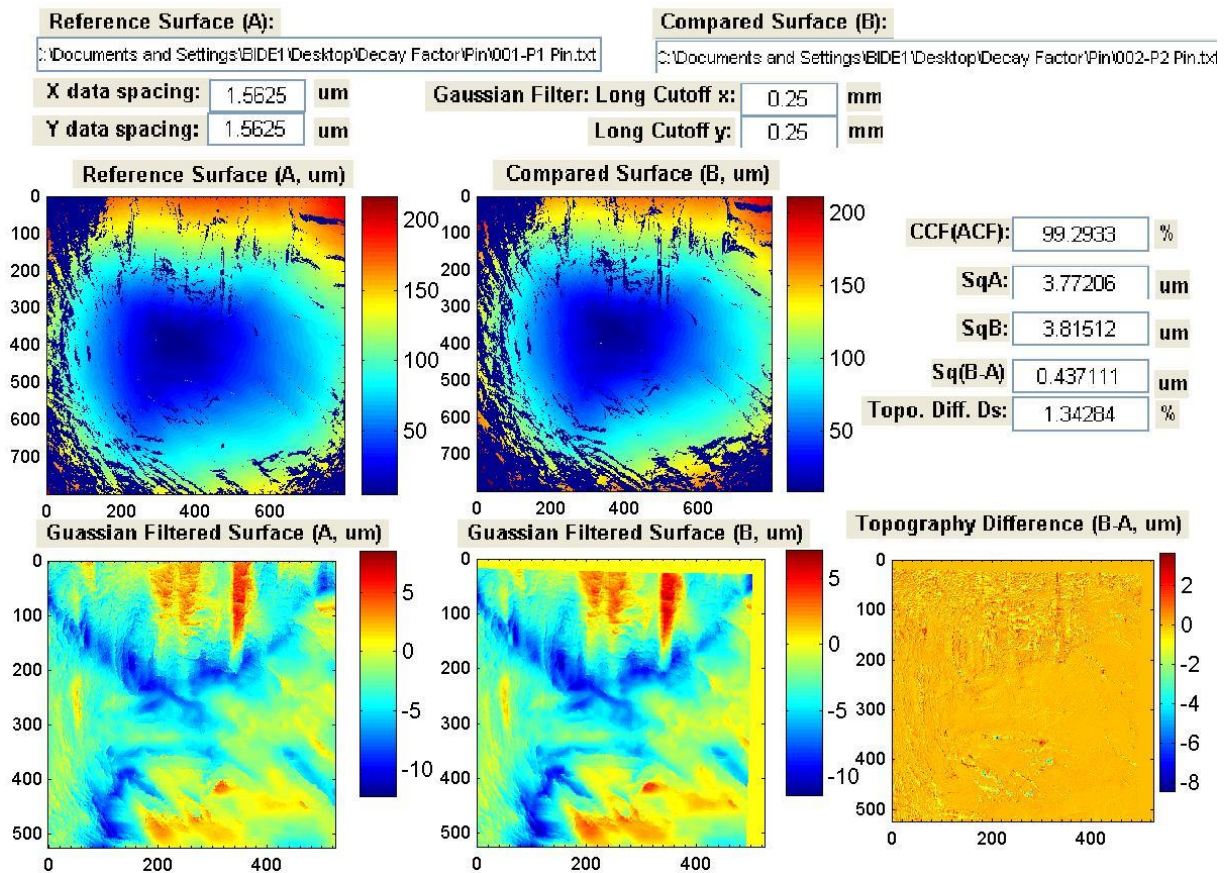 Reference Surface (A): Compared Surface (B):
:\Documents and Settings\BIDE1\Desktop\Decay Factor\Pin\001-P1 Pin.txt :\Documents and Settings\BIDE1\Desktop\Decay Factor\Pin\002-P2 Pin.txt
X data spacing: 1.5625 um Gaussian Filter: Long Cutoff x: 0.25 mm
Y data spacing: 1.5625 um Long Cutoff y: 0.25 mm
Reference Surface (A, um) Compared Surface (B, um)
0 100 200 300 400 500 600 700
0 200 400 600
200 150 100 50
0 100 200 300 400 500 600 700
0 200 400 600
200 150 100 50
CCF(ACF): 99.2933 %
SqA: 3.77206 um
SqB: 3.81512 um
Sq(B-A) 0.437111 um
Topo. Diff. Ds: 1.34284 %
Guassian Filtered Surface (A, um) Guassian Filtered Surface (B, um) Topography Difference (B-A, um)
0 100 200 300 400 500
0 200 400
5 0 -5 -10
0 100 200 300 400 500
0 200 400
5 0 -5 -10
0 100 200 300 400 500
0 200 400
2 0 -2 -4 -6 -8